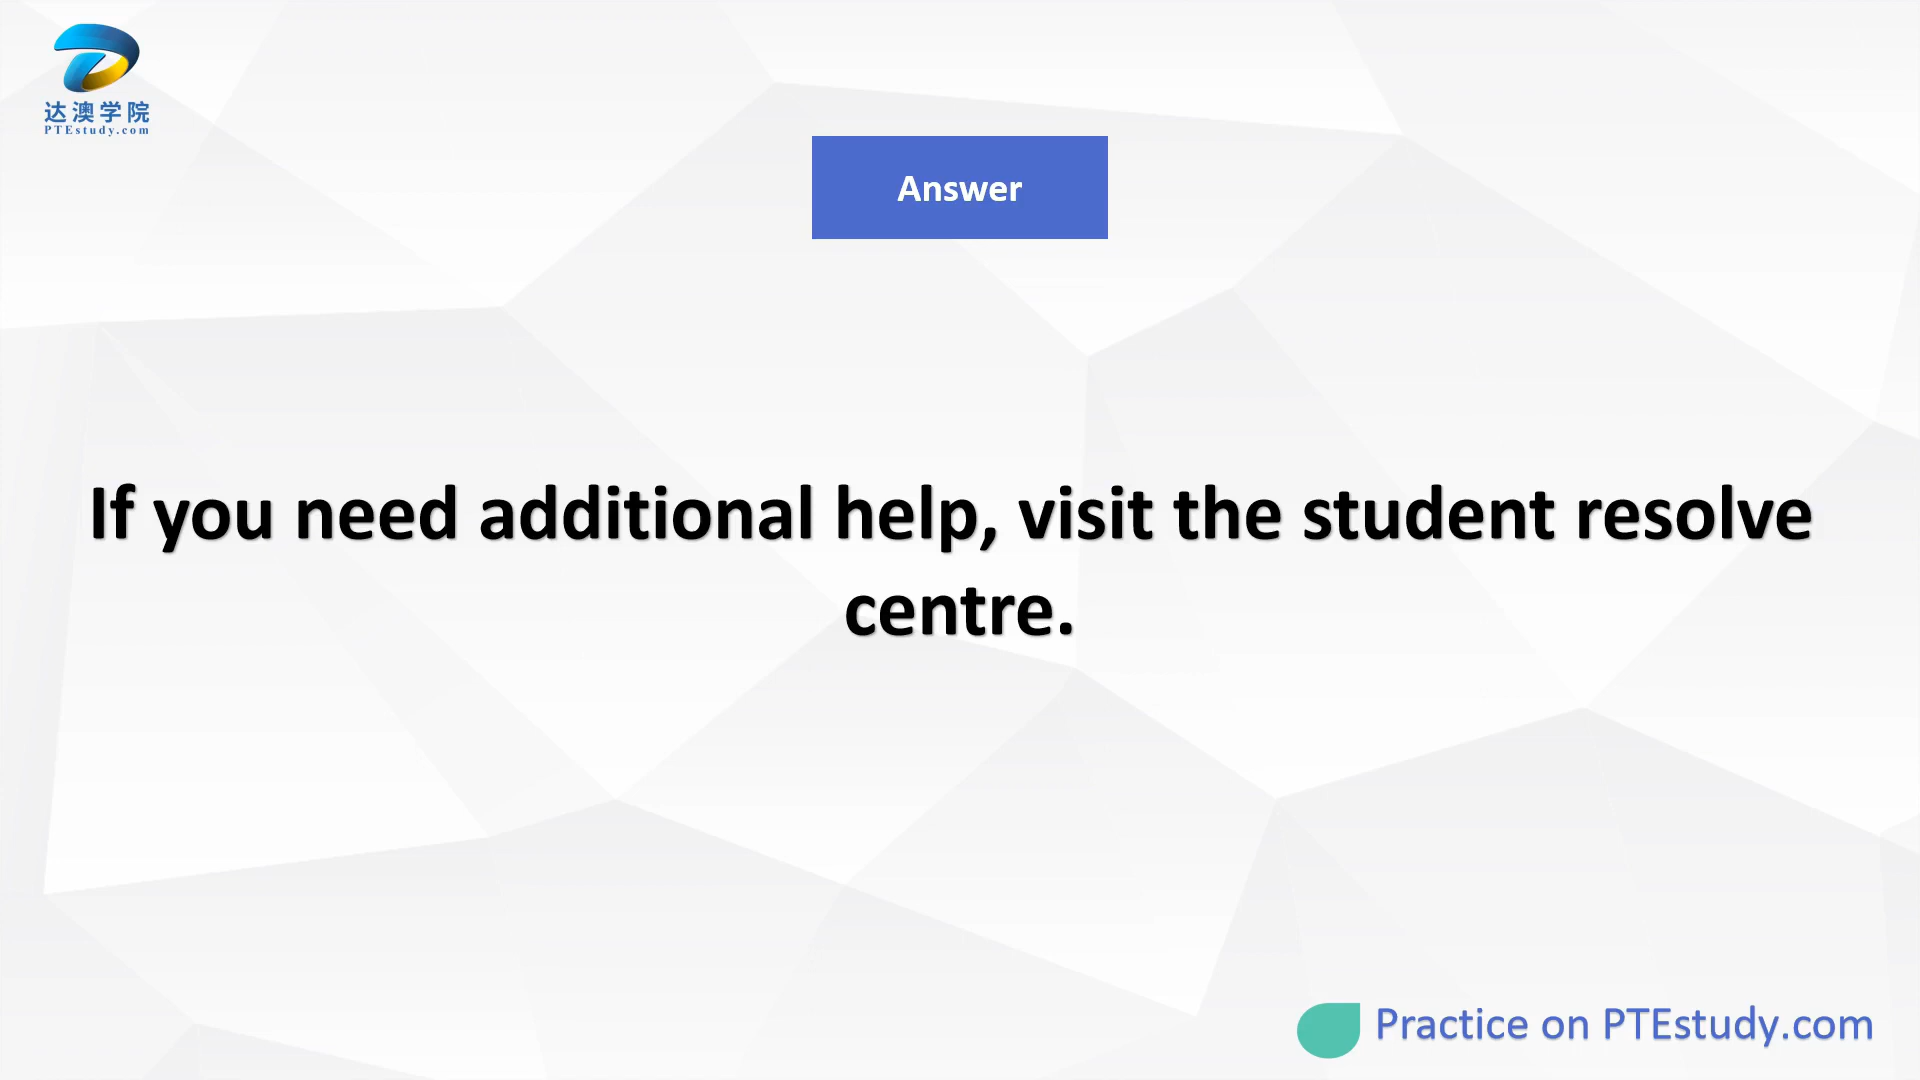 达澳学院
PTEstudy.com
Answer
If you need additional help, visit the student resolve
centre.
Practice on PTEstudy.com